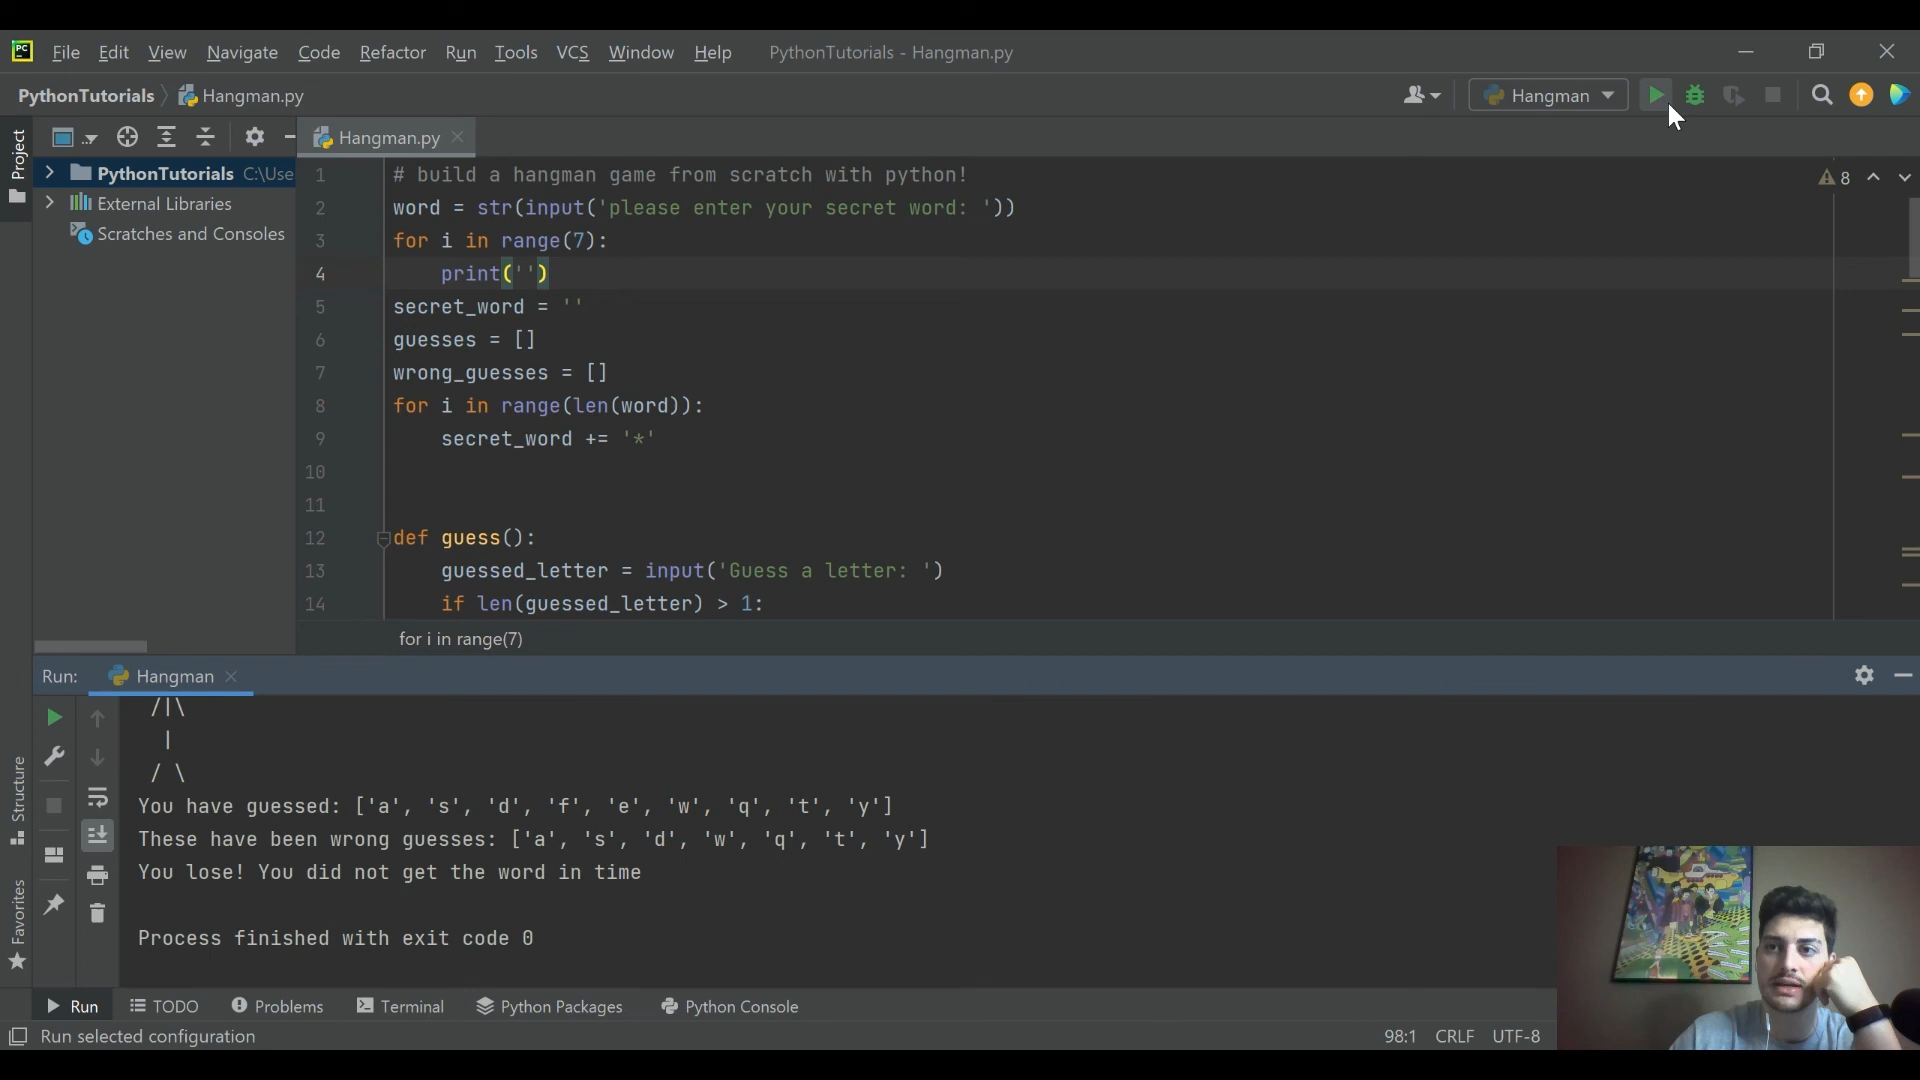 PC File Edit View Navigate Code Refactor Run Tools VCS Window Help PythonTutorials - Hangman.py
PythonTutorials Hangman.py Hangman
Project
Hangman.py
PythonTutorials C:\Use
External Libraries
Scratches and Consoles
8
1 # build a hangman game from scratch with python!
2 word = str(input('please enter your secret word: '))
3 for i in range(7):
4 print('')
5 secret_word = ''
6 guesses = []
7 wrong_guesses = []
8 for i in range(len(word)):
9 secret_word += '*'
10
11
12 def guess():
13 guessed_letter = input('Guess a letter: ')
14 if len(guessed_letter) > 1:
for i in range(7)
Run: Hangman
/|\
|
/ \
You have guessed: ['a', 's', 'd', 'f', 'e', 'w', 'q', 't', 'y']
These have been wrong guesses: ['a', 's', 'd', 'w', 'q', 't', 'y']
You lose! You did not get the word in time
Process finished with exit code 0
Structure
Favorites
Run TODO Problems Terminal Python Packages Python Console
Run selected configuration 98:1 CRLF UTF-8